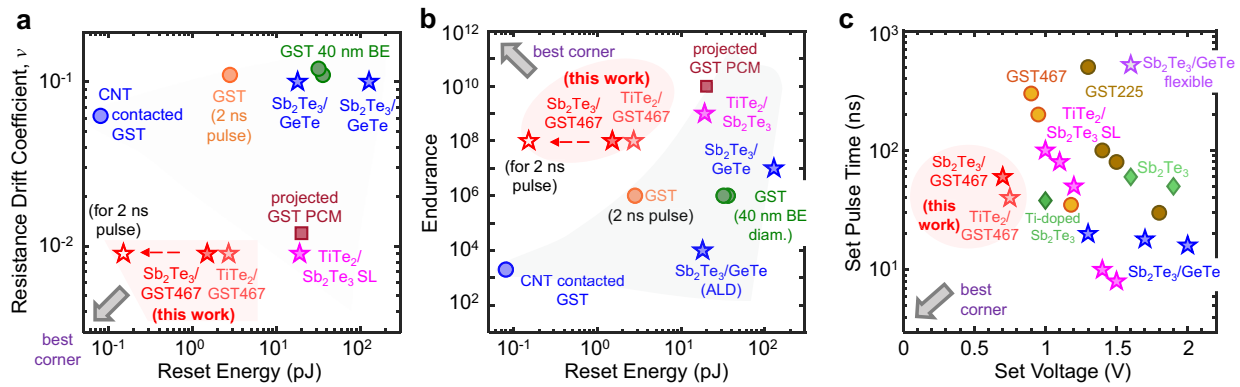 a
Resistance Drift Coefficient, ν
10⁻¹
10⁻²
CNT
contacted
GST
GST
(2 ns
pulse)
GST 40 nm BE
Sb₂Te₃/
GeTe
Sb₂Te₃/
GeTe
(for 2 ns
pulse)
projected
GST PCM
Sb₂Te₃/
GST467
TiTe₂/
GST467
(this work)
TiTe₂/
Sb₂Te₃ SL
best
corner
10⁻¹
10⁰
10¹
10²
Reset Energy (pJ)
b
Endurance
10¹²
10¹⁰
10⁸
10⁶
10⁴
10²
best corner
projected
GST PCM
(this work)
Sb₂Te₃/
GST467
TiTe₂/
GST467
TiTe₂/
Sb₂Te₃
(for 2 ns
pulse)
Sb₂Te₃/
GeTe
GST
(2 ns pulse)
GST
(40 nm BE
diam.)
CNT contacted
GST
Sb₂Te₃/GeTe
(ALD)
10⁻¹
10⁰
10¹
10²
Reset Energy (pJ)
c
Set Pulse Time (ns)
10³
10²
10¹
GST467
GST225
Sb₂Te₃/GeTe
flexible
TiTe₂/
Sb₂Te₃ SL
Sb₂Te₃/
GST467
(this work)
TiTe₂/
GST467
Sb₂Te₃
Ti-doped
Sb₂Te₃
Sb₂Te₃/GeTe
best
corner
0
0.5
1
1.5
2
Set Voltage (V)